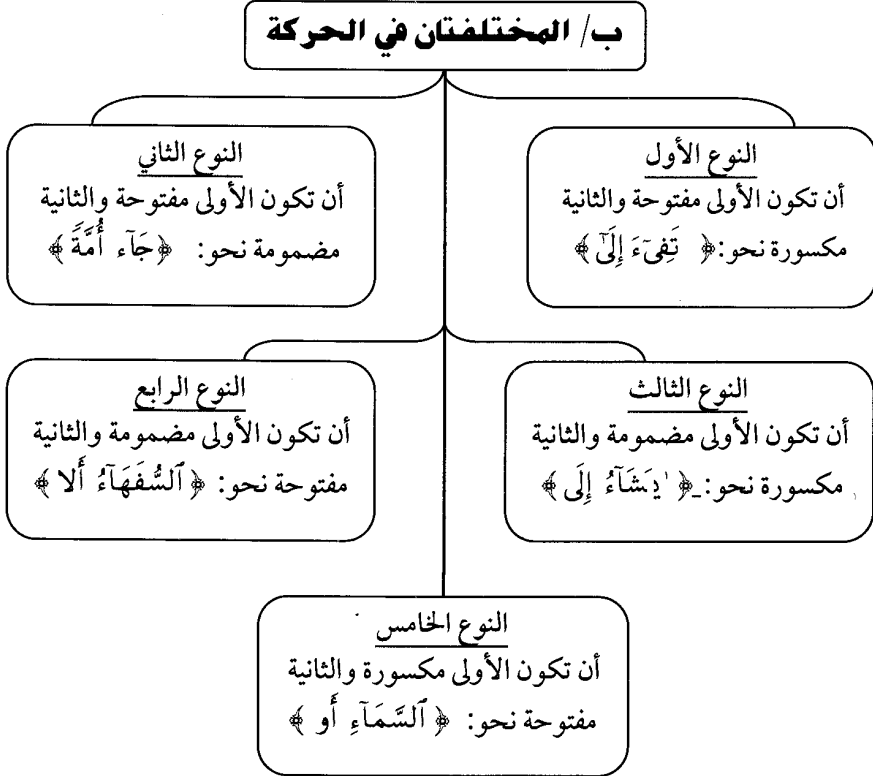 ب/ المختلفتان في الحركة
النوع الأول
أن تكون الأولى مفتوحة والثانية
مكسورة نحو: ﴿ تَفِىٓءَ إِلَىٰٓ ﴾
النوع الثاني
أن تكون الأولى مفتوحة والثانية
مضمومة نحو: ﴿جَآء أُمَّةً﴾
النوع الثالث
أن تكون الأولى مضمومة والثانية
مكسورة نحو: ﴿ يَشَآءُ إِلَى ﴾
النوع الرابع
أن تكون الأولى مضمومة والثانية
مفتوحة نحو: ﴿ ٱلسُّفَهَآءُ أَلا ﴾
النوع الخامس
أن تكون الأولى مكسورة والثانية
مفتوحة نحو: ﴿ ٱلسَّمَآءِ أَو ﴾